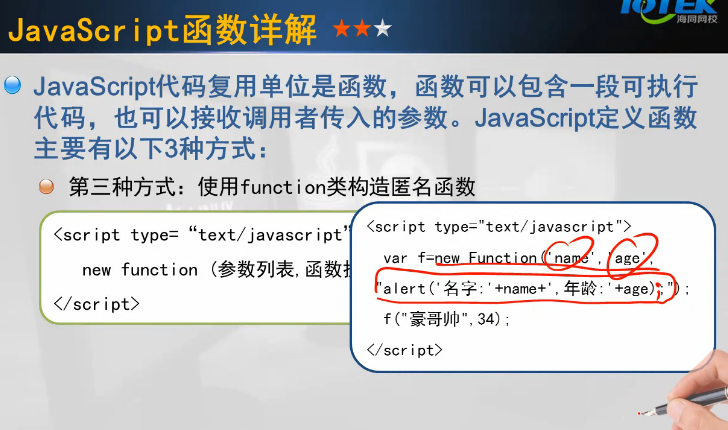 JavaScript函数详解
IOTEK
海同网校
JavaScript代码复用单位是函数，函数可以包含一段可执行
代码，也可以接收调用者传入的参数。JavaScript定义函数
主要有以下3种方式：
第三种方式：使用function类构造匿名函数
<script type=“text/javascript”
new function (参数列表,函数
</script>
<script type="text/javascript">
var f=new Function('name','age',
"alert('名字:'+name+',年龄:'+age);");
f("豪哥帅",34);
</script>